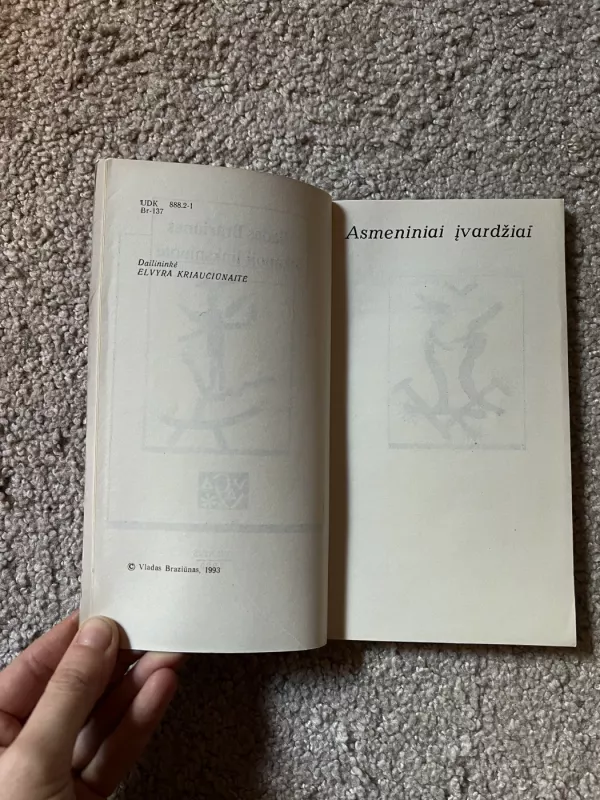 UDK 888.2-1
Br-137
Dailininkė
ELVYRA KRIAUČIŪNAITĖ
© Vladas Braziūnas, 1993
Asmeniniai įvardžiai